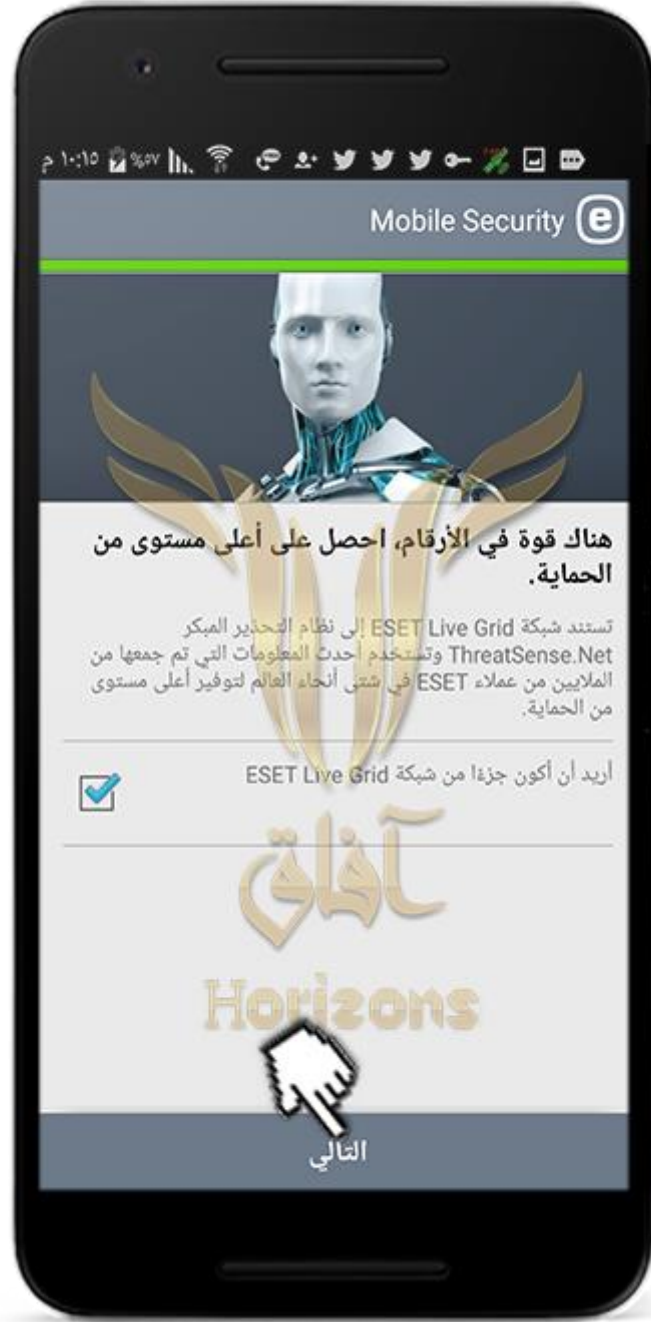 ١٠:١٥ م ٥٧%
Mobile Security e
هناك قوة في الأرقام، احصل على أعلى مستوى من
الحماية.
تستند شبكة ESET Live Grid إلى نظام التحذير المبكر
ThreatSense.Net وتستخدم أحدث المعلومات التي تم جمعها من
الملايين من عملاء ESET في شتى أنحاء العالم لتوفير أعلى مستوى
من الحماية.
أريد أن أكون جزءًا من شبكة ESET Live Grid
آفاق
Horizons
التالي